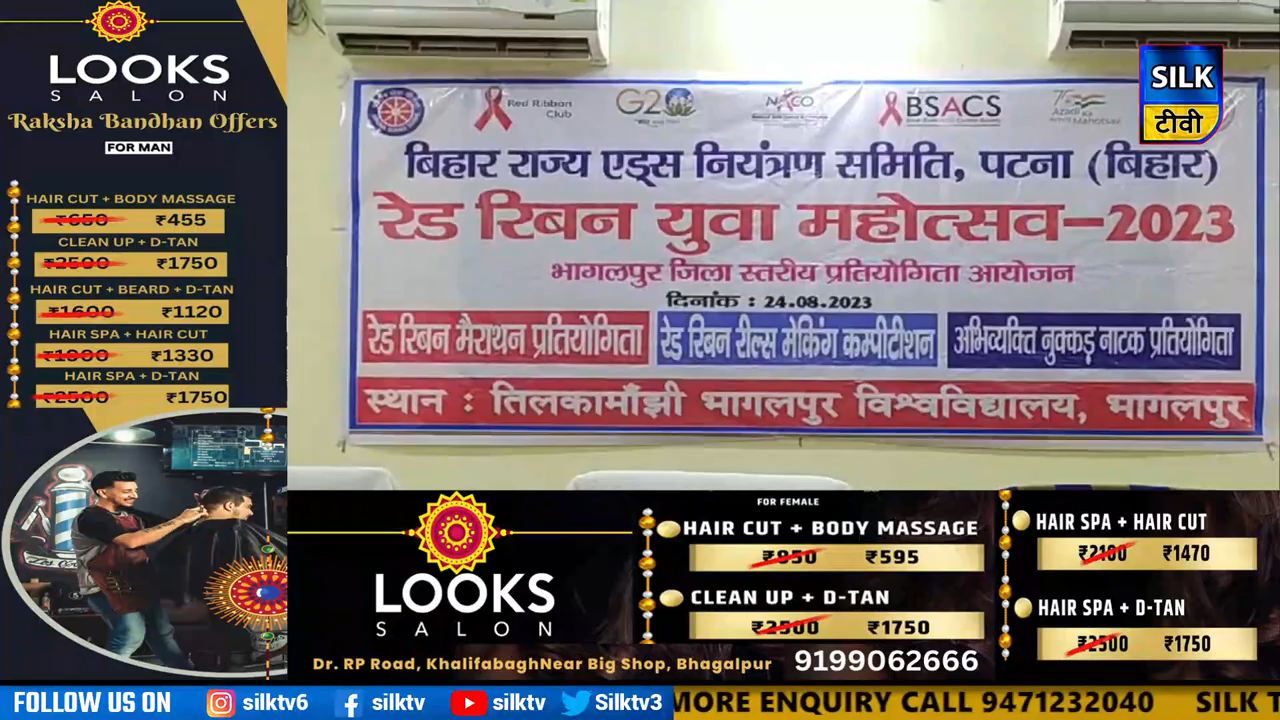 LOOKS
SALON
Raksha Bandhan Offers
FOR MAN
HAIR CUT + BODY MASSAGE
₹650 ₹455
CLEAN UP + D-TAN
₹2500 ₹1750
HAIR CUT + BEARD + D-TAN
₹1600 ₹1120
HAIR SPA + HAIR CUT
₹1900 ₹1330
HAIR SPA + D-TAN
₹2500 ₹1750
Red Ribban
Club
G20
NACO
BSACS
Azadi Ka
Amrit Mahotsav
SILK
टीवी
बिहार राज्य एड्स नियंत्रण समिति, पटना (बिहार)
रेड रिबन युवा महोत्सव-2023
भागलपुर जिला स्तरीय प्रतियोगिता आयोजन
दिनांक : 24.08.2023
रेड रिबन मैराथन प्रतियोगिता
रेड रिबन रील्स मेकिंग कम्पीटीशन
अभिव्यक्ति नुक्कड़ नाटक प्रतियोगिता
स्थान : तिलकामाँझी भागलपुर विश्वविद्यालय, भागलपुर
LOOKS
SALON
Dr. RP Road, KhalifabaghNear Big Shop, Bhagalpur
9199062666
FOR FEMALE
HAIR CUT + BODY MASSAGE
₹850 ₹595
CLEAN UP + D-TAN
₹2500 ₹1750
HAIR SPA + HAIR CUT
₹2100 ₹1470
HAIR SPA + D-TAN
₹2500 ₹1750
FOLLOW US ON silktv6 silktv silktv Silktv3
MORE ENQUIRY CALL 9471232040 SILK T